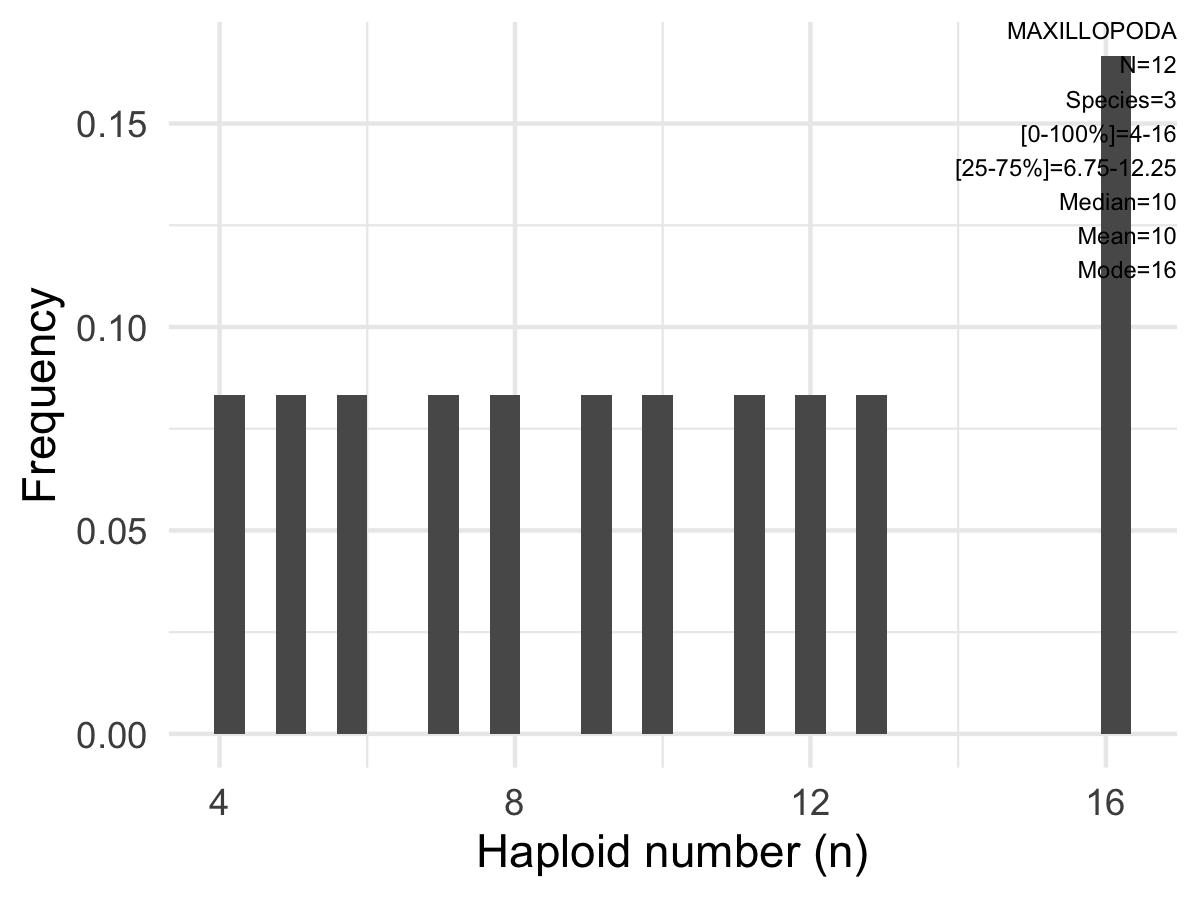 MAXILLOPODA
N=12
Species=3
[0-100%]=4-16
[25-75%]=6.75-12.25
Median=10
Mean=10
Mode=16
0.15
0.10
0.05
0.00
Frequency
4 8 12 16
Haploid number (n)